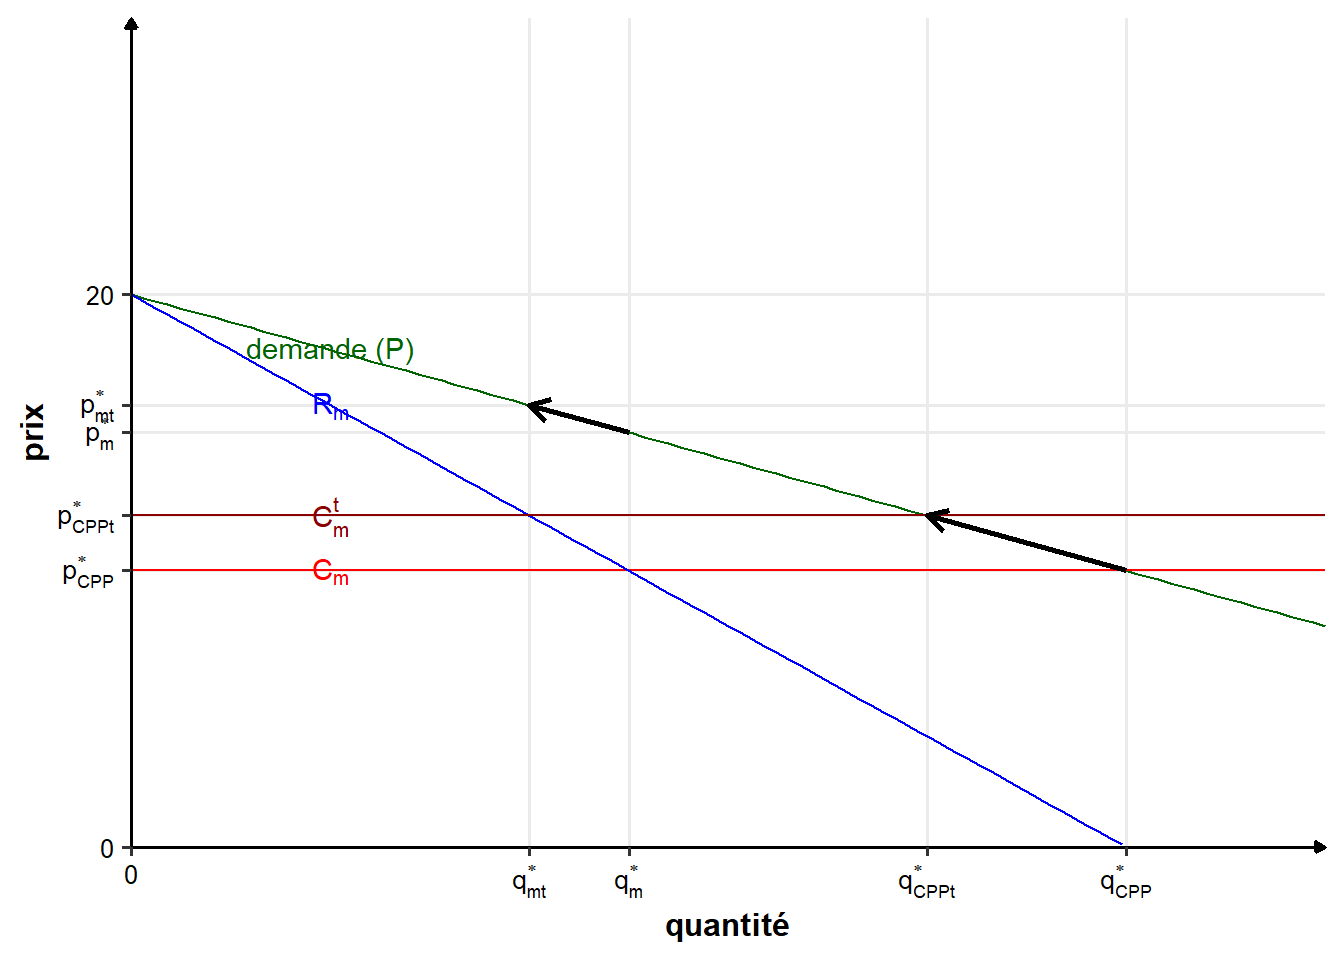 20
demande (P)
p*mt
Rm
p*m
prix
p*CPPt
Ctm
p*CPP
Cm
0
0
q*mt
q*m
q*CPPt
q*CPP
quantité